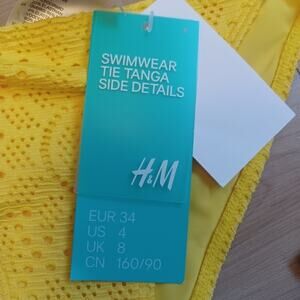 SWIMWEAR
TIE TANGA
SIDE DETAILS
H&M
EUR 34
US 4
UK 8
CN 160/90